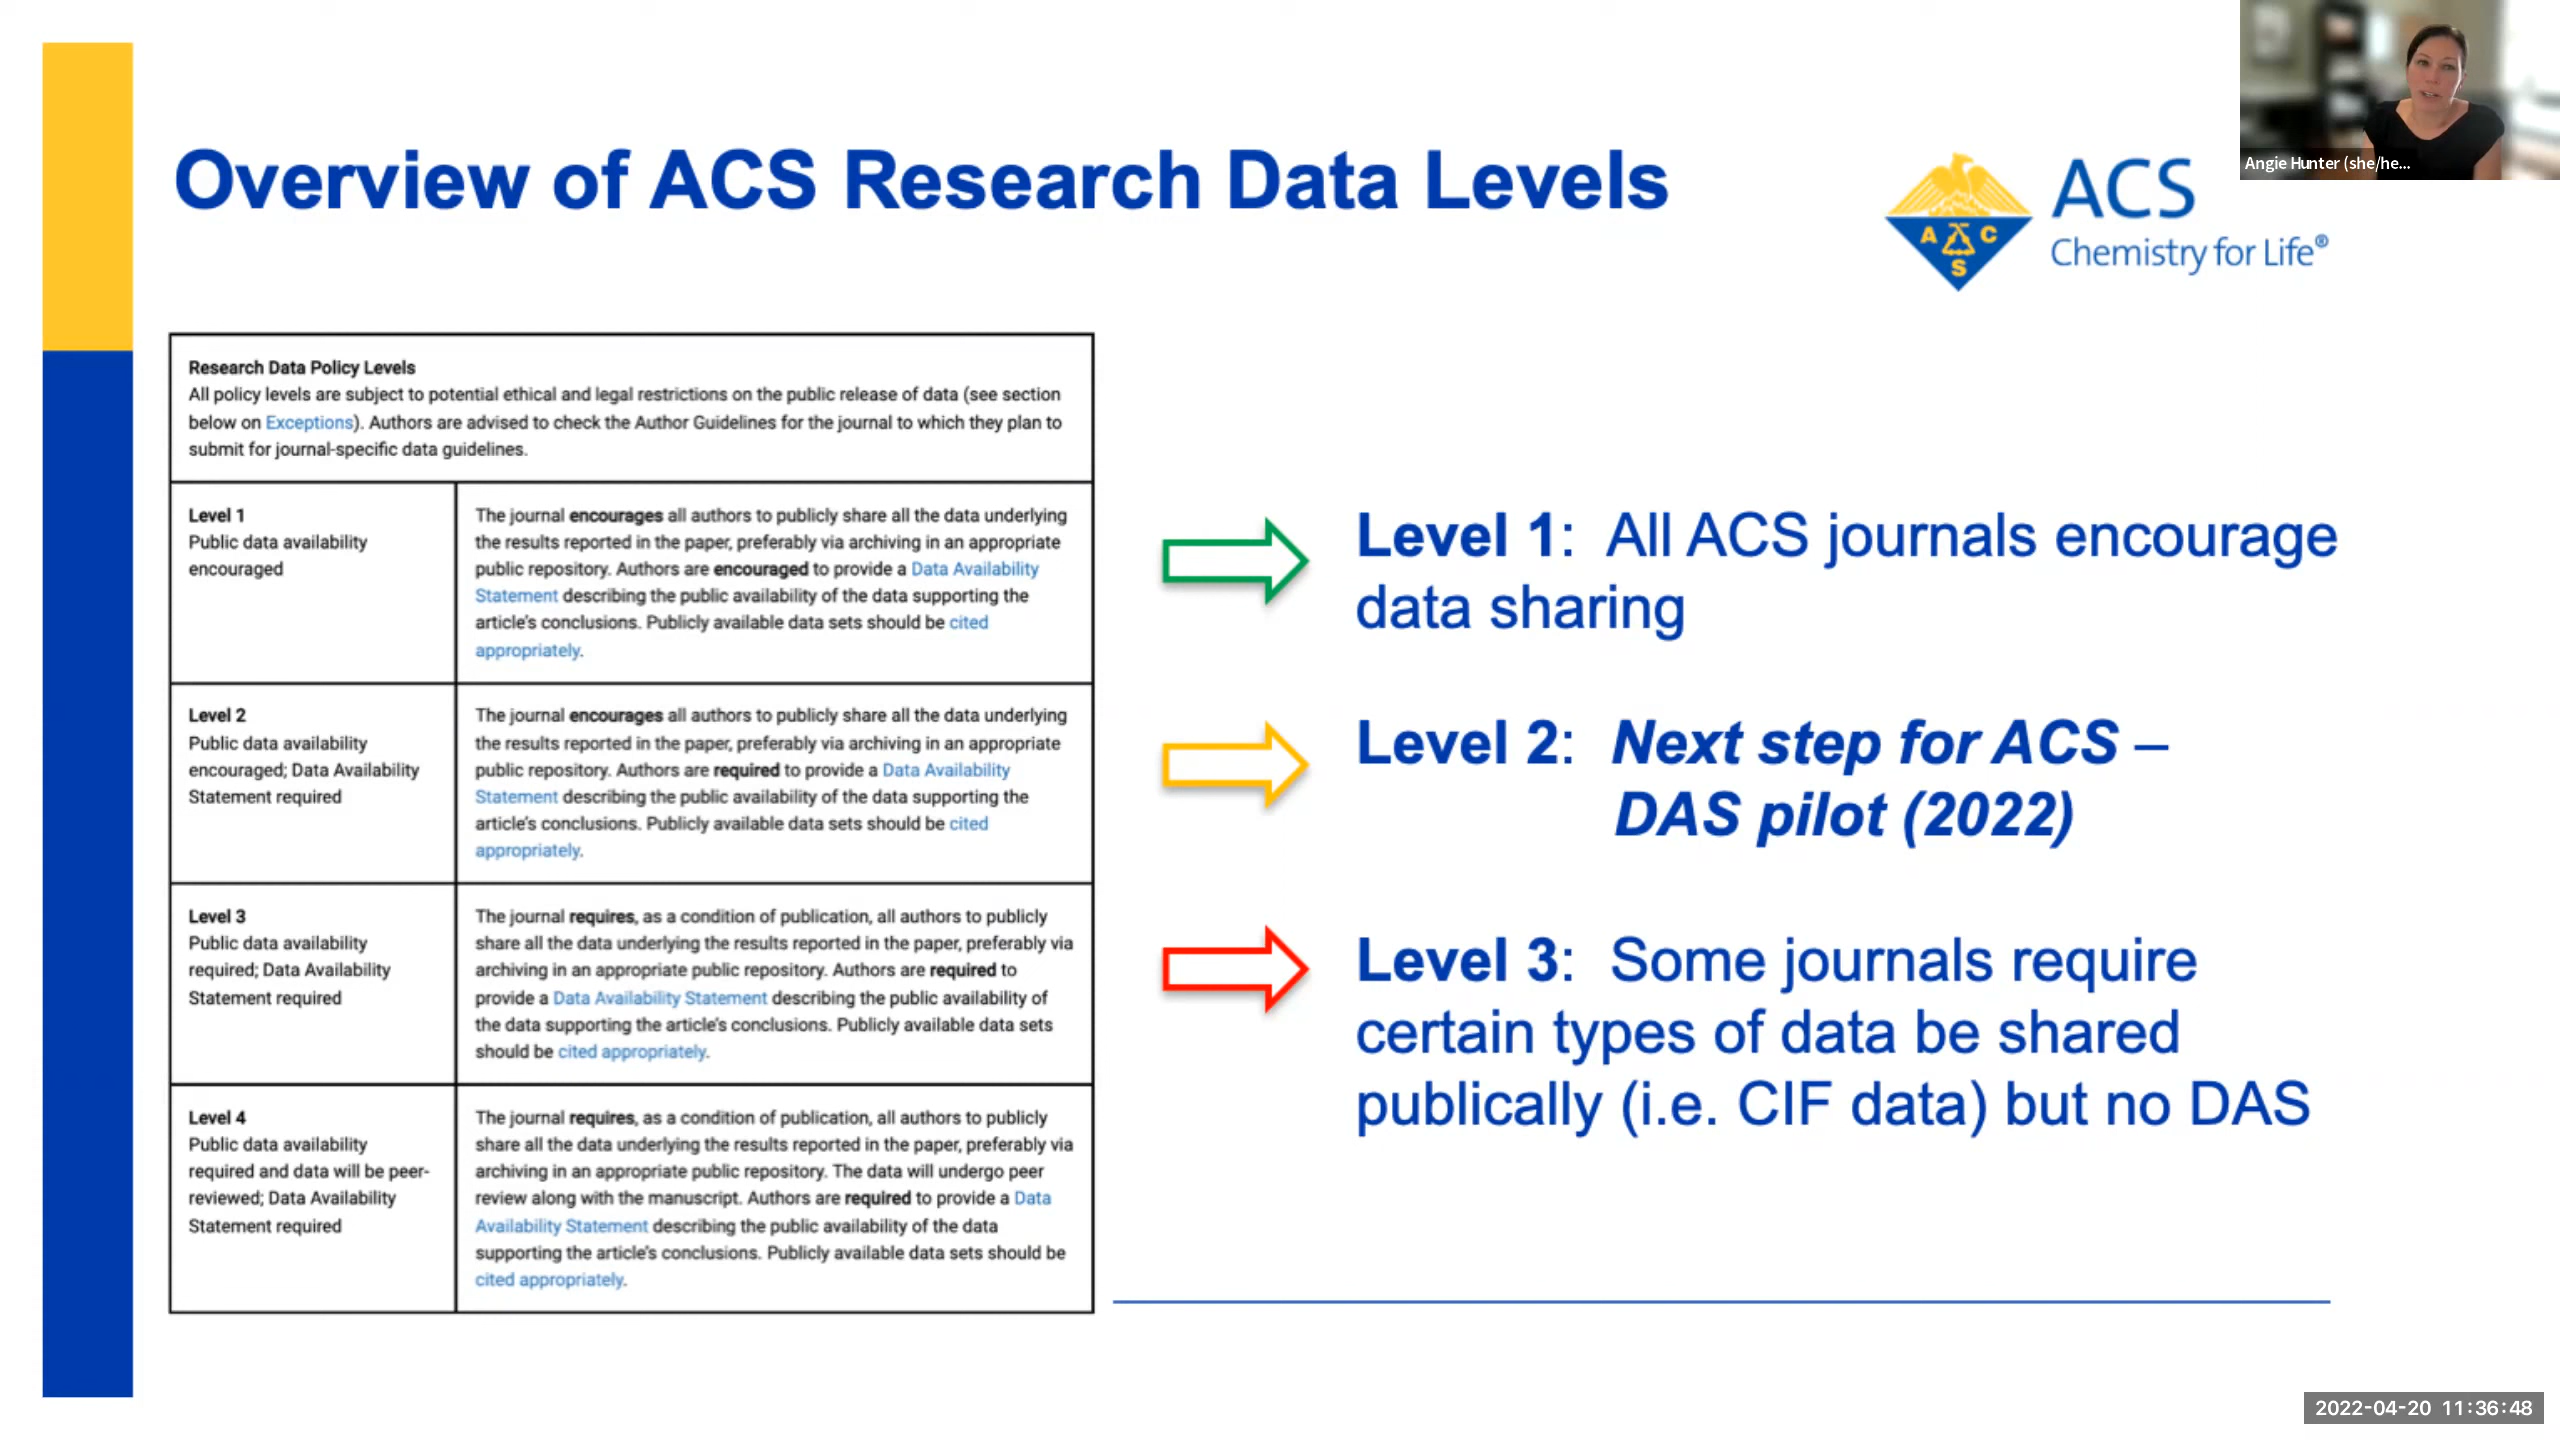 Overview of ACS Research Data Levels
A C S
ACS
Chemistry for Life®
Angie Hunter (she/he...
Research Data Policy Levels
All policy levels are subject to potential ethical and legal restrictions on the public release of data (see section
below on Exceptions). Authors are advised to check the Author Guidelines for the journal to which they plan to
submit for journal-specific data guidelines.
Level 1
Public data availability
encouraged
The journal encourages all authors to publicly share all the data underlying
the results reported in the paper, preferably via archiving in an appropriate
public repository. Authors are encouraged to provide a Data Availability
Statement describing the public availability of the data supporting the
article's conclusions. Publicly available data sets should be cited
appropriately.
Level 2
Public data availability
encouraged; Data Availability
Statement required
The journal encourages all authors to publicly share all the data underlying
the results reported in the paper, preferably via archiving in an appropriate
public repository. Authors are required to provide a Data Availability
Statement describing the public availability of the data supporting the
article's conclusions. Publicly available data sets should be cited
appropriately.
Level 3
Public data availability
required; Data Availability
Statement required
The journal requires, as a condition of publication, all authors to publicly
share all the data underlying the results reported in the paper, preferably via
archiving in an appropriate public repository. Authors are required to
provide a Data Availability Statement describing the public availability of
the data supporting the article's conclusions. Publicly available data sets
should be cited appropriately.
Level 4
Public data availability
required and data will be peer-
reviewed; Data Availability
Statement required
The journal requires, as a condition of publication, all authors to publicly
share all the data underlying the results reported in the paper, preferably via
archiving in an appropriate public repository. The data will undergo peer
review along with the manuscript. Authors are required to provide a Data
Availability Statement describing the public availability of the data
supporting the article's conclusions. Publicly available data sets should be
cited appropriately.
Level 1: All ACS journals encourage
data sharing
Level 2: Next step for ACS –
DAS pilot (2022)
Level 3: Some journals require
certain types of data be shared
publically (i.e. CIF data) but no DAS
2022-04-20 11:36:48